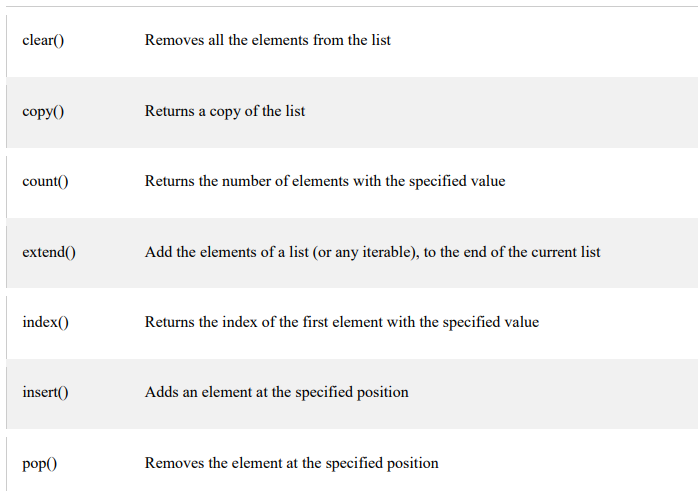 clear() Removes all the elements from the list
copy() Returns a copy of the list
count() Returns the number of elements with the specified value
extend() Add the elements of a list (or any iterable), to the end of the current list
index() Returns the index of the first element with the specified value
insert() Adds an element at the specified position
pop() Removes the element at the specified position